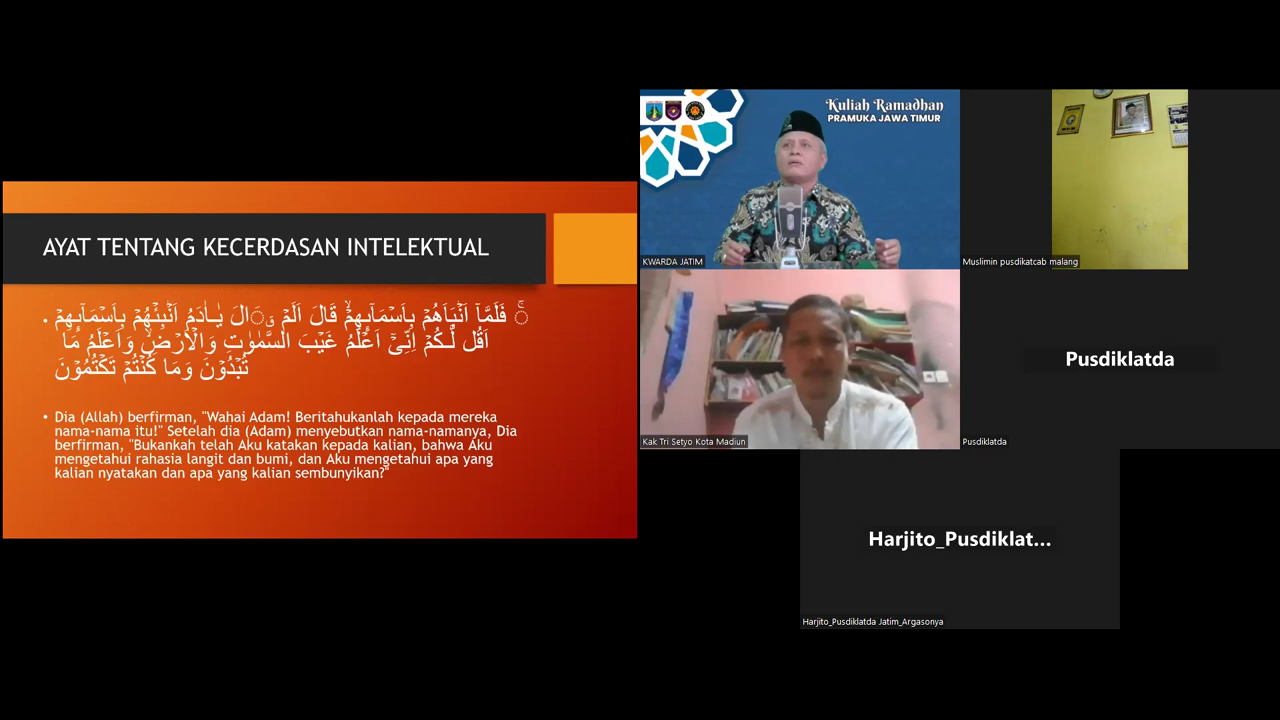 AYAT TENTANG KECERDASAN INTELEKTUAL
فَلَمَّآ اَنْۢبَاَهُمْ بِاَسْمَاۤىِٕهِمْۙ قَالَ اَلَمْ ۚ قَالَ يٰٓاٰدَمُ اَنْۢبِئْهُمْ بِاَسْمَاۤىِٕهِمْ
اَقُل لَّكُمْ اِنِّيْٓ اَعْلَمُ غَيْبَ السَّمٰوٰتِ وَالْاَرْضِۙ وَاَعْلَمُ مَا
تُبْدُوْنَ وَمَا كُنْتُمْ تَكْتُمُوْنَ
• Dia (Allah) berfirman, "Wahai Adam! Beritahukanlah kepada mereka
nama-nama itu!" Setelah dia (Adam) menyebutkan nama-namanya, Dia
berfirman, "Bukankah telah Aku katakan kepada kalian, bahwa Aku
mengetahui rahasia langit dan bumi, dan Aku mengetahui apa yang
kalian nyatakan dan apa yang kalian sembunyikan?"
Kuliah Ramadhan
PRAMUKA JAWA TIMUR
KWARDA JATIM
Muslimin pusdikatcab malang
Kak Tri Setyo Kota Madiun
Pusdiklatda
Pusdiklatda
Harjito_Pusdiklat...
Harjito_Pusdiklatda Jatim_Argasonya